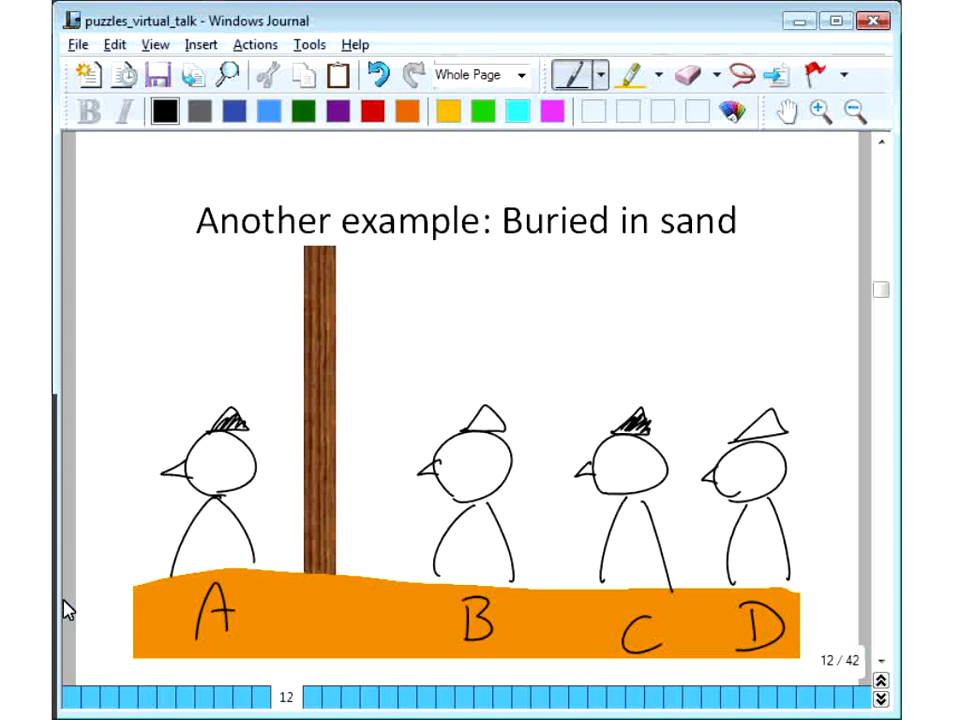 puzzles_virtual_talk - Windows Journal
File Edit View Insert Actions Tools Help
Whole Page
B I
Another example: Buried in sand
A B C D
12 / 42
12